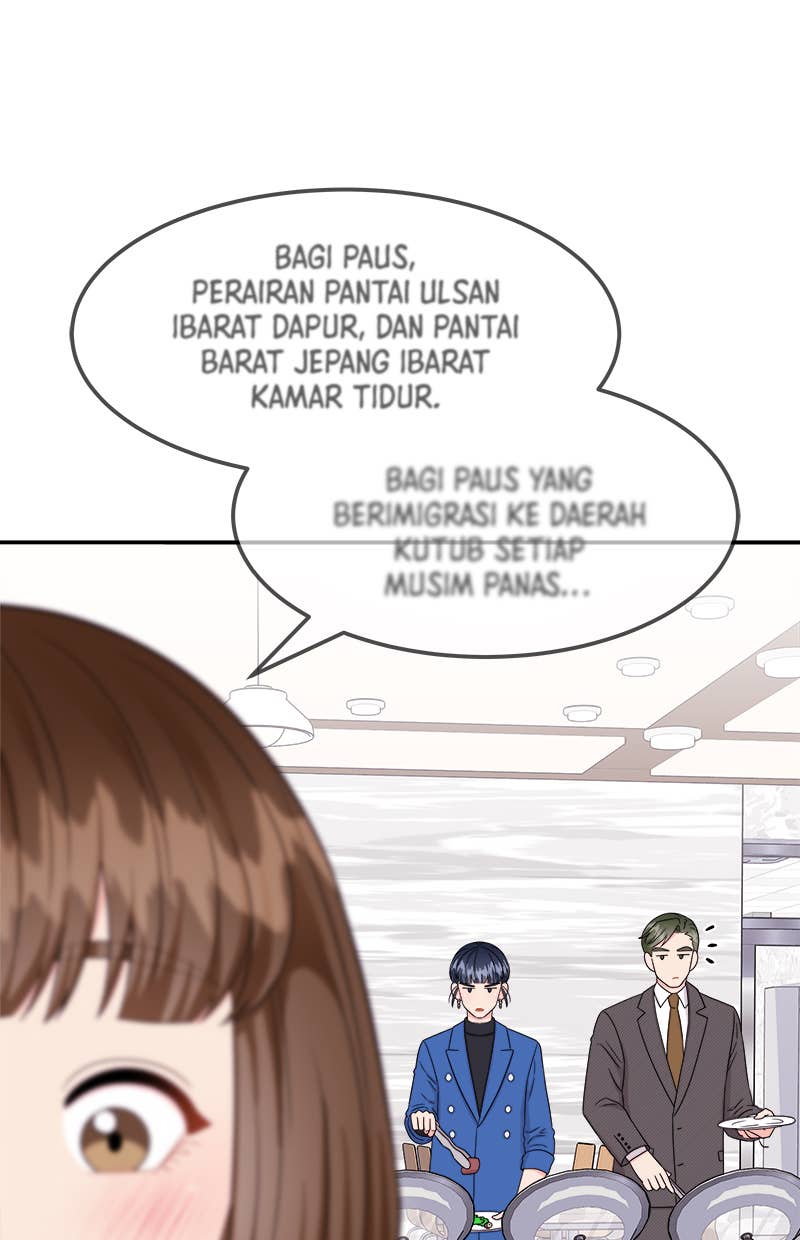 BAGI PAUS,
PERAIRAN PANTAI ULSAN
IBARAT DAPUR, DAN PANTAI
BARAT JEPANG IBARAT
KAMAR TIDUR.
BAGI PAUS YANG
BERIMIGRASI KE DAERAH
KUTUB SETIAP
MUSIM PANAS...